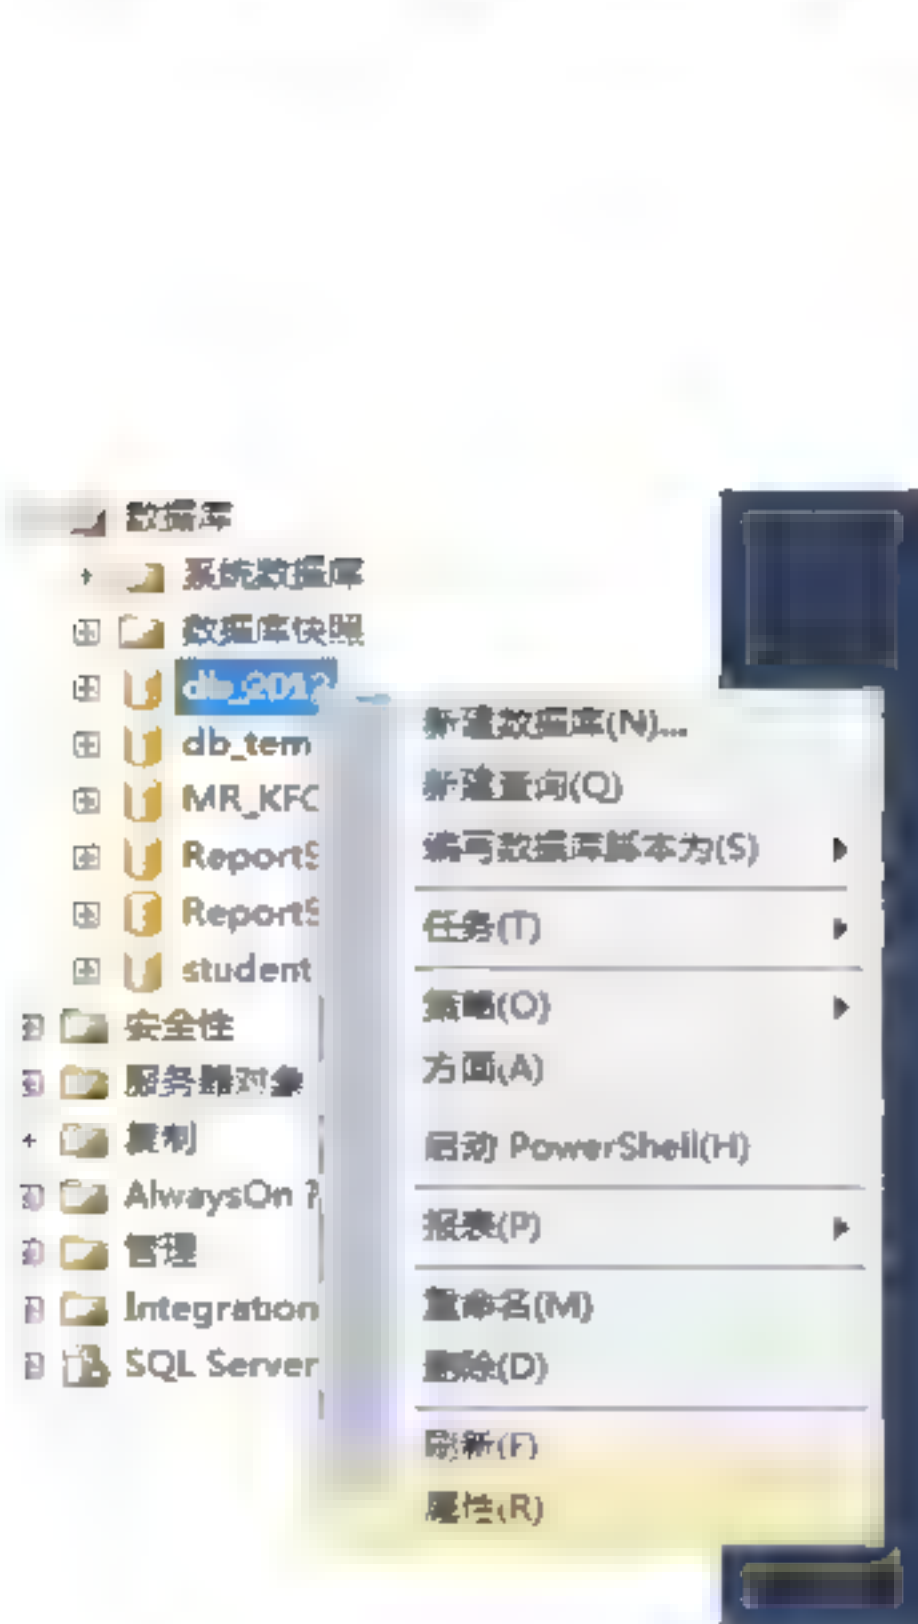 数据库
系统数据库
数据库快照
db_2012
db_tem
MR_KFC
ReportS
ReportS
student
安全性
服务器对象
复制
AlwaysOn ?
管理
Integration
SQL Server
新建数据库(N)...
新建查询(Q)
编写数据库脚本为(S)
任务(T)
策略(O)
方面(A)
启动 PowerShell(H)
报表(P)
重命名(M)
删除(D)
刷新(F)
属性(R)